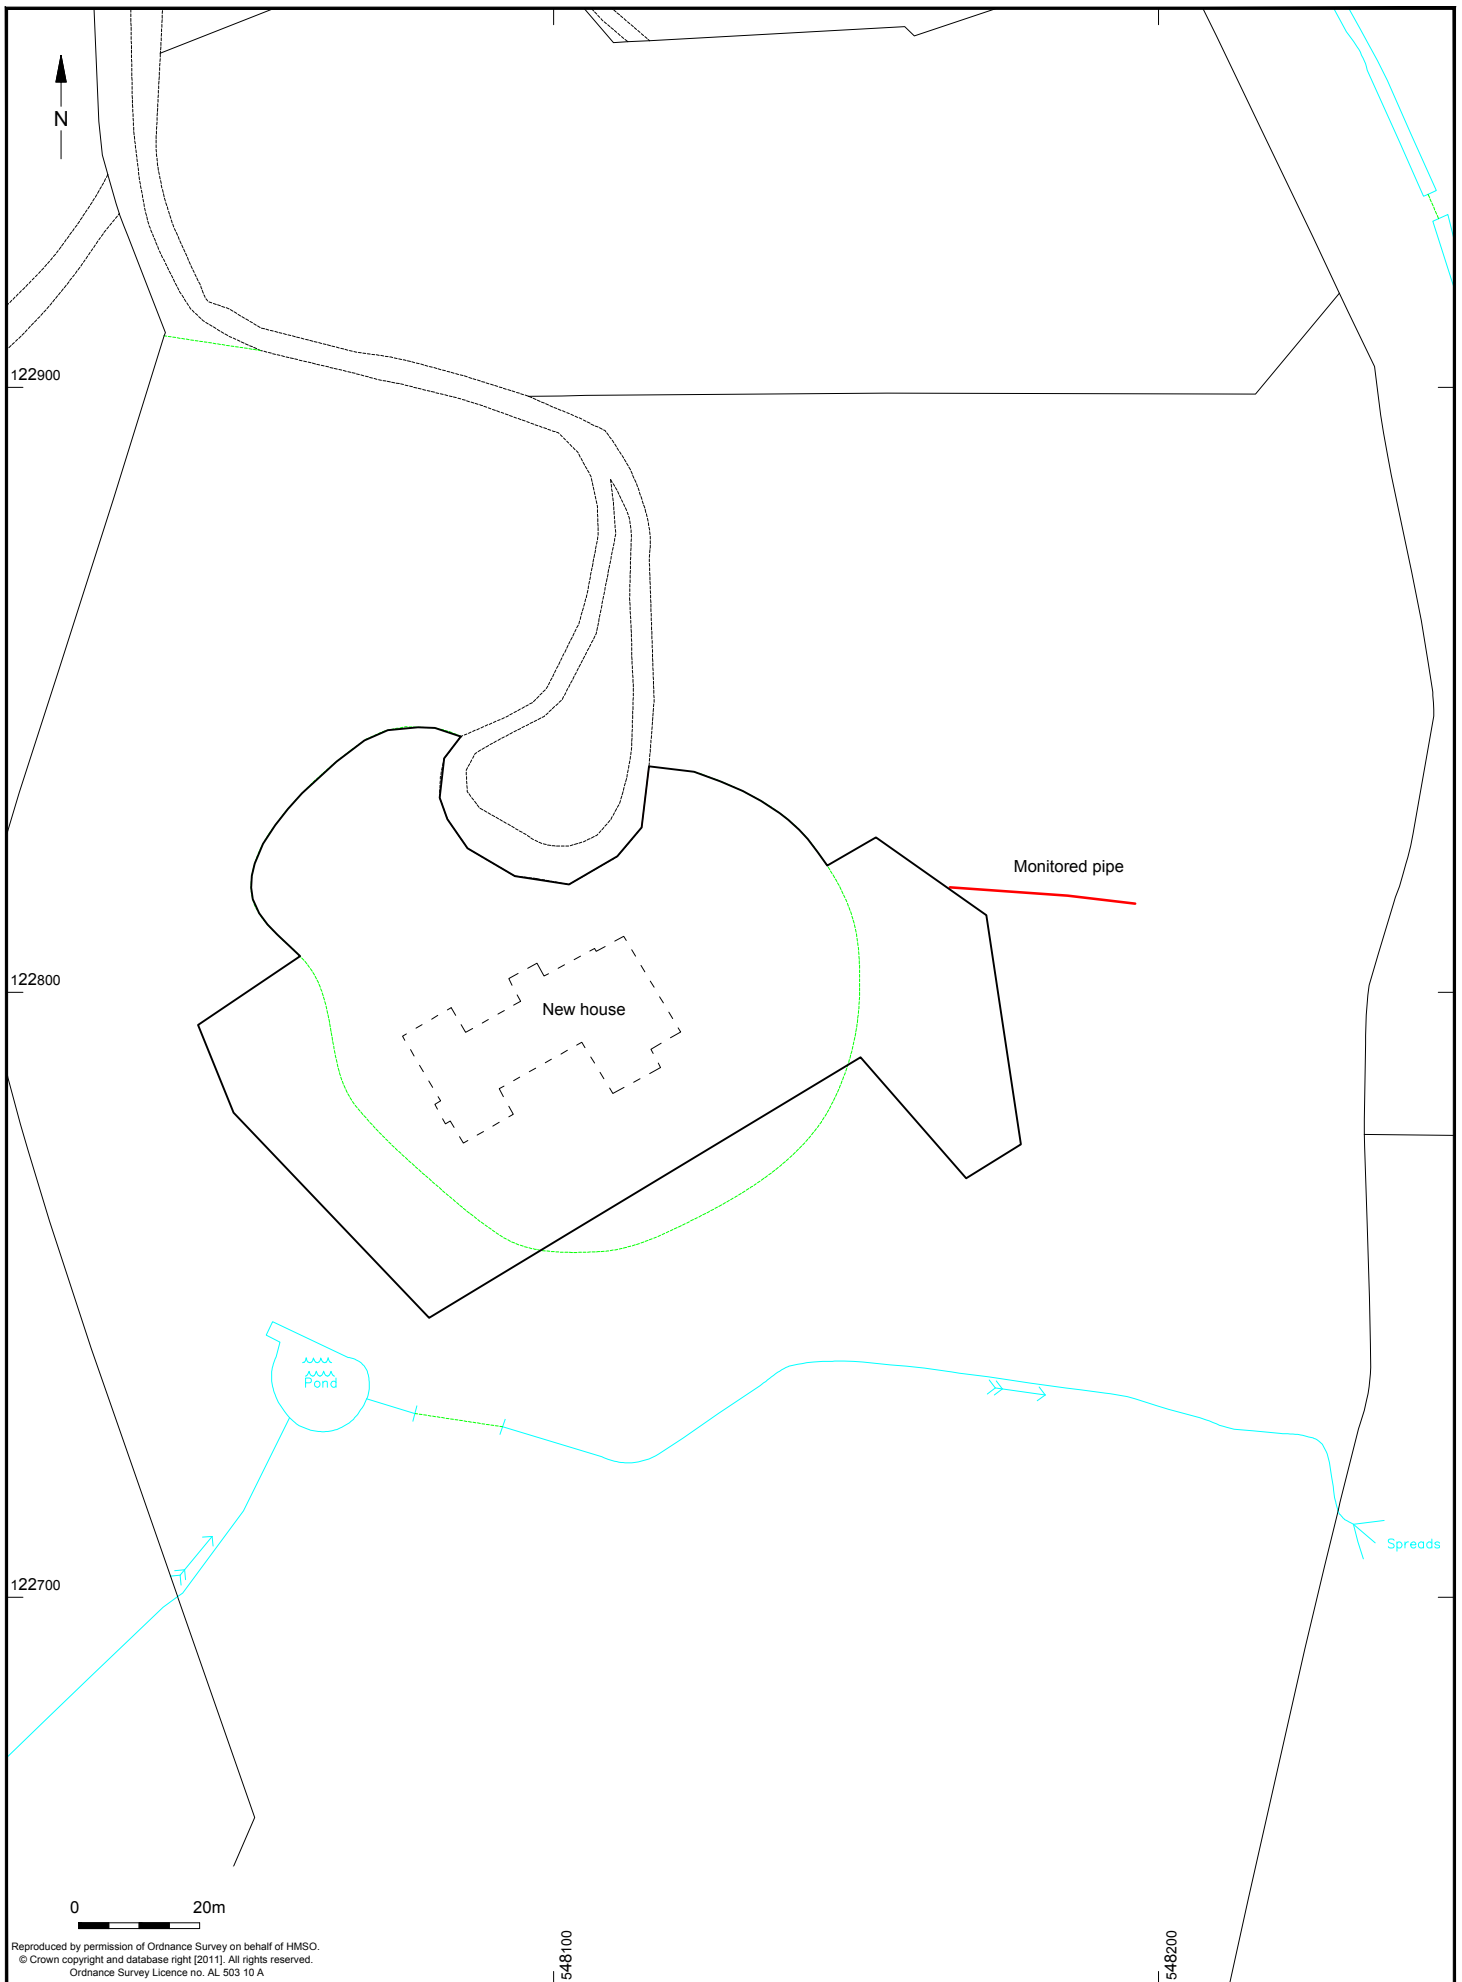 N
122900
Monitored pipe
122800
New house
Pond
Spreads
122700
0 20m
548100
548200
Reproduced by permission of Ordnance Survey on behalf of HMSO.
© Crown copyright and database right [2011]. All rights reserved.
Ordnance Survey Licence no. AL 503 10 A